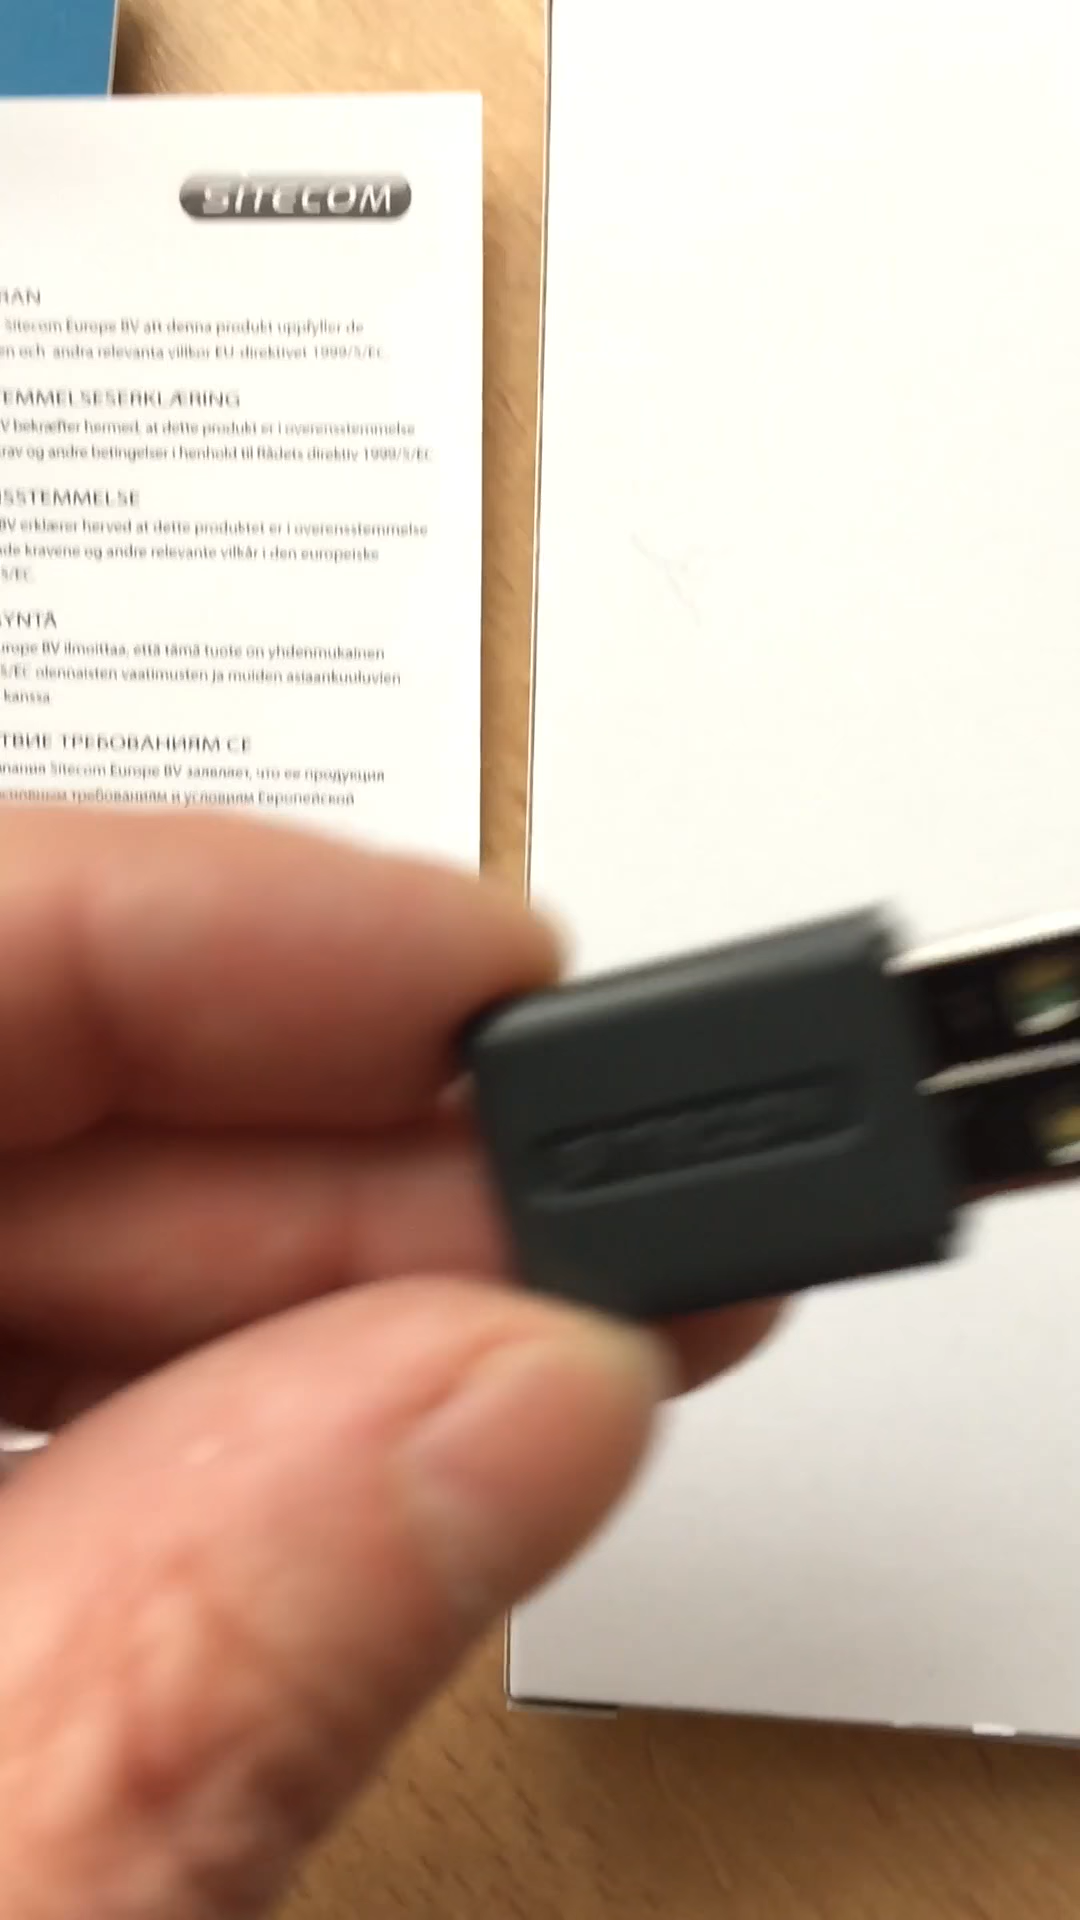 SITECOM
Sitecom Europe BV att denna produkt uppfyller de
en och andra relevanta villkor EU direktivet 1999/5/EC.
EMMELSESERKLÆRING
V bekræfter hermed, at dette produkt er i overensstemmelse
rav og andre betingelser i henhold til Rådets direktiv 1999/5/EC
SSTEMMELSE
BV erklærer herved at dette produktet er i overensstemmelse
de kravene og andre relevante vilkår i den europeiske
5/EC.
YNTÄ
urope BV ilmoittaa, että tämä tuote on yhdenmukainen
5/EC olennaisten vaatimusten ja muiden asiaankuuluvien
kanssa
ТВИЕ ТРЕБОВАНИЯМ СЕ
пания Sitecom Europe BV заявляет, что ее продукция
требованиям и условиям Европейской